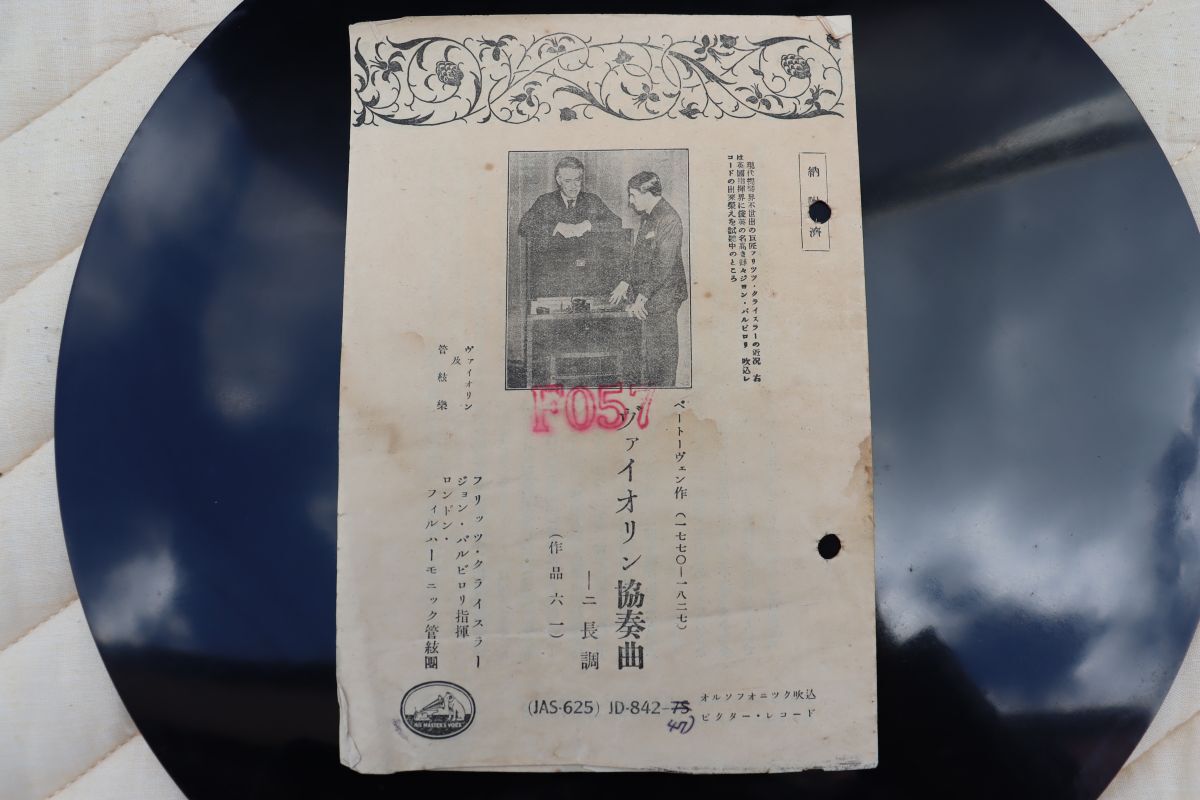 納 済
現代提琴界不世出の巨匠フリッツ・クライスラーの近況 右
は英國指揮界に俊英の名高きジョン・バルビロリ 吹込レ
コードの出来栄えを試聽中のところ
F057
ベートーヴェン作 (一七七〇―一八二七)
ヴァイオリン協奏曲
―ニ長調
(作品六一)
ヴァイオリン
及
管絃樂
フリッツ・クライスラー
ジョン・バルビロリ指揮
ロンドン・
フィルハーモニック管絃團
オルソフオニツク吹込
ビクター・レコード
(JAS-625) JD-842-75
47)
HIS MASTER'S VOICE